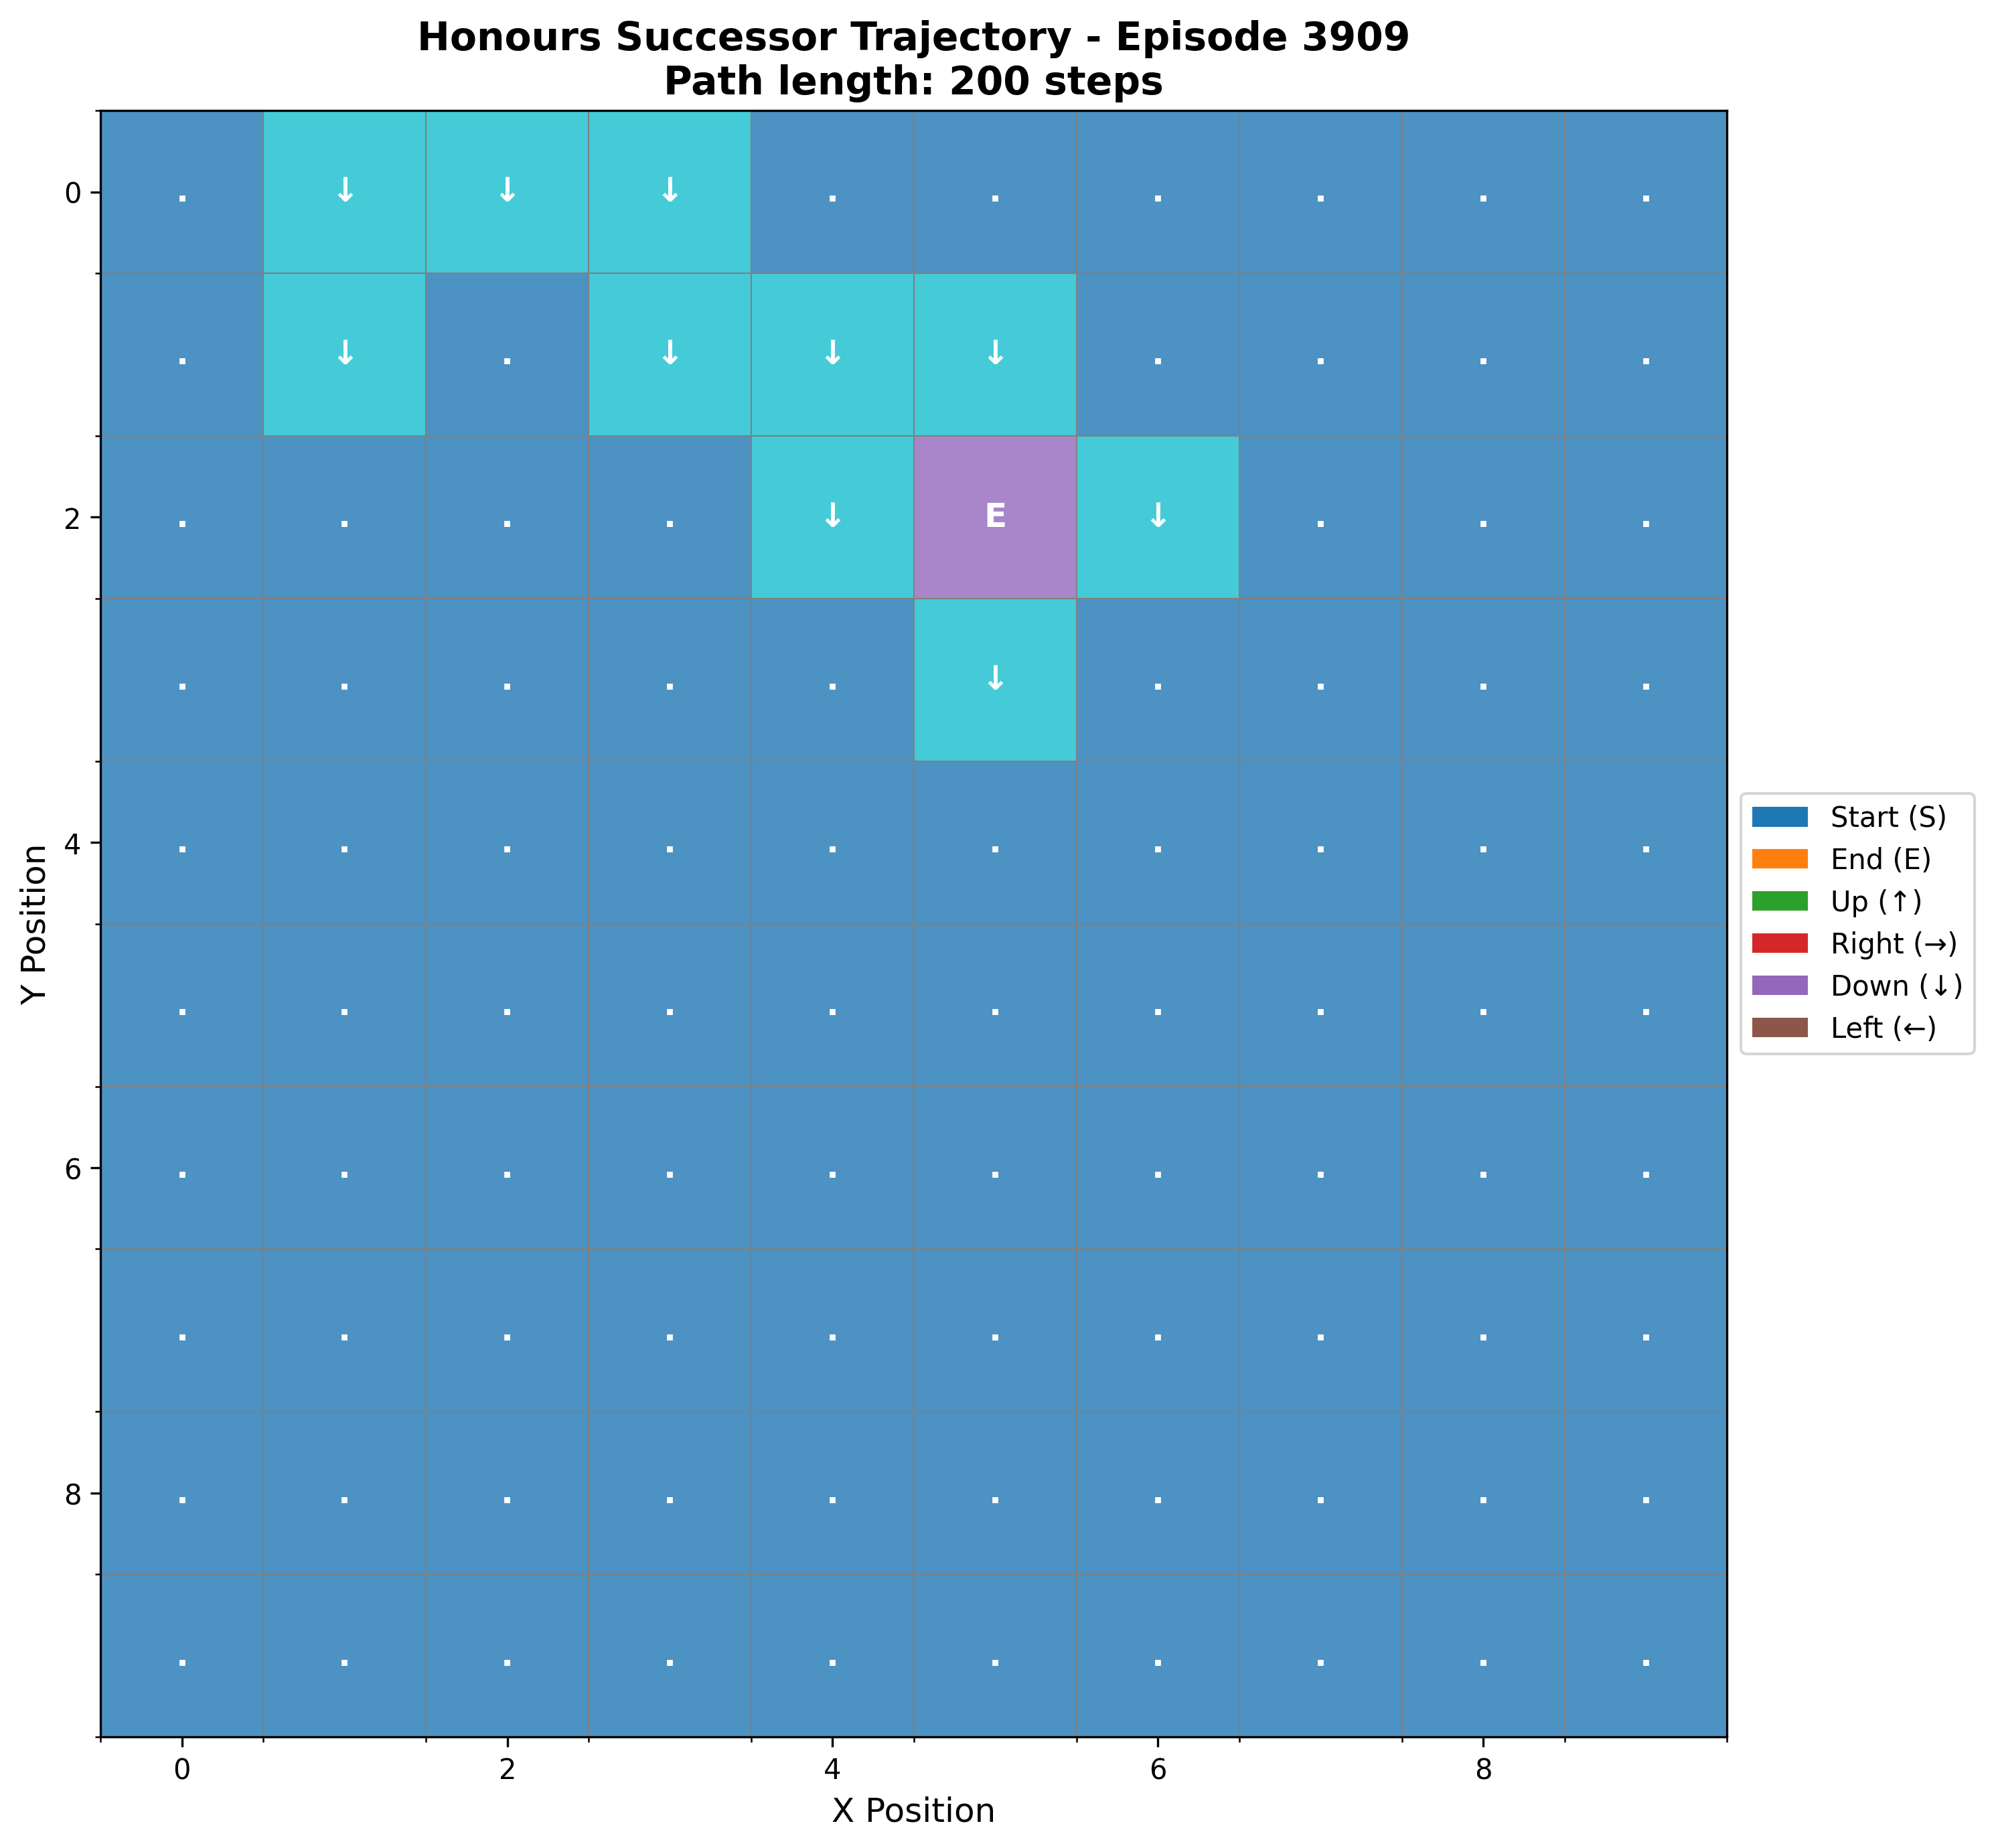 Honours Successor Trajectory - Episode 3909
Path length: 200 steps
0 . ↓ ↓ ↓ . . . . . .
. ↓ . ↓ ↓ ↓ . . . .
2 . . . . ↓ E ↓ . . .
. . . . . ↓ . . . .
4 . . . . . . . . . .
. . . . . . . . . .
6 . . . . . . . . . .
. . . . . . . . . .
8 . . . . . . . . . .
. . . . . . . . . .
0 2 4 6 8
X Position
Y Position
Start (S)
End (E)
Up (↑)
Right (→)
Down (↓)
Left (←)